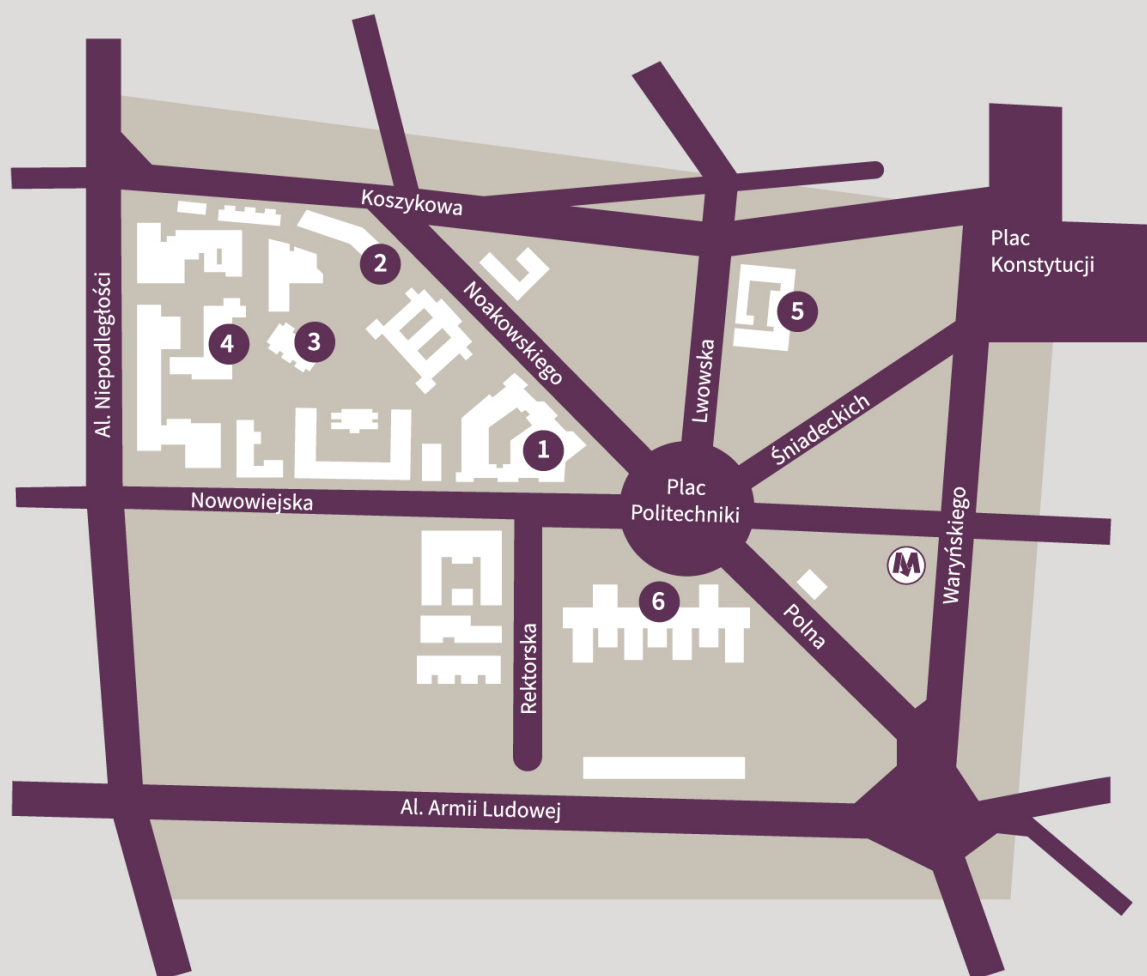 Koszykowa
Plac
Konstytucji
2
Al. Niepodległości
Noakowskiego
5
4
3
Lwowska
Śniadeckich
1
Plac
Politechniki
Nowowiejska
Waryńskiego
M
6
Polna
Rektorska
Al. Armii Ludowej